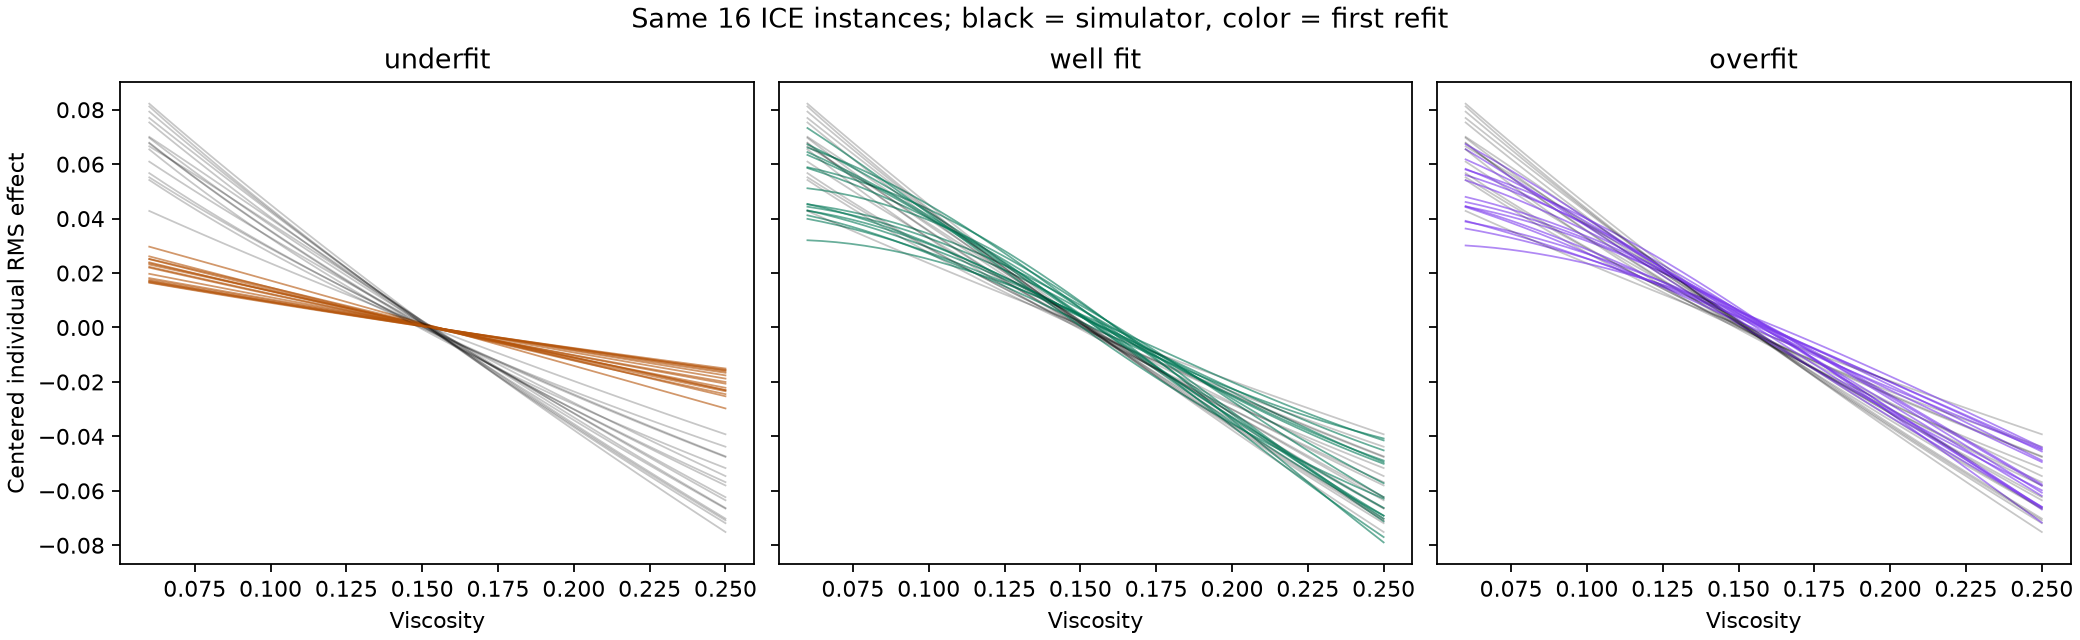 Same 16 ICE instances; black = simulator, color = first refit
underfit
well fit
overfit
Centered individual RMS effect
0.08
0.06
0.04
0.02
0.00
−0.02
−0.04
−0.06
−0.08
0.075 0.100 0.125 0.150 0.175 0.200 0.225 0.250
Viscosity
0.075 0.100 0.125 0.150 0.175 0.200 0.225 0.250
Viscosity
0.075 0.100 0.125 0.150 0.175 0.200 0.225 0.250
Viscosity